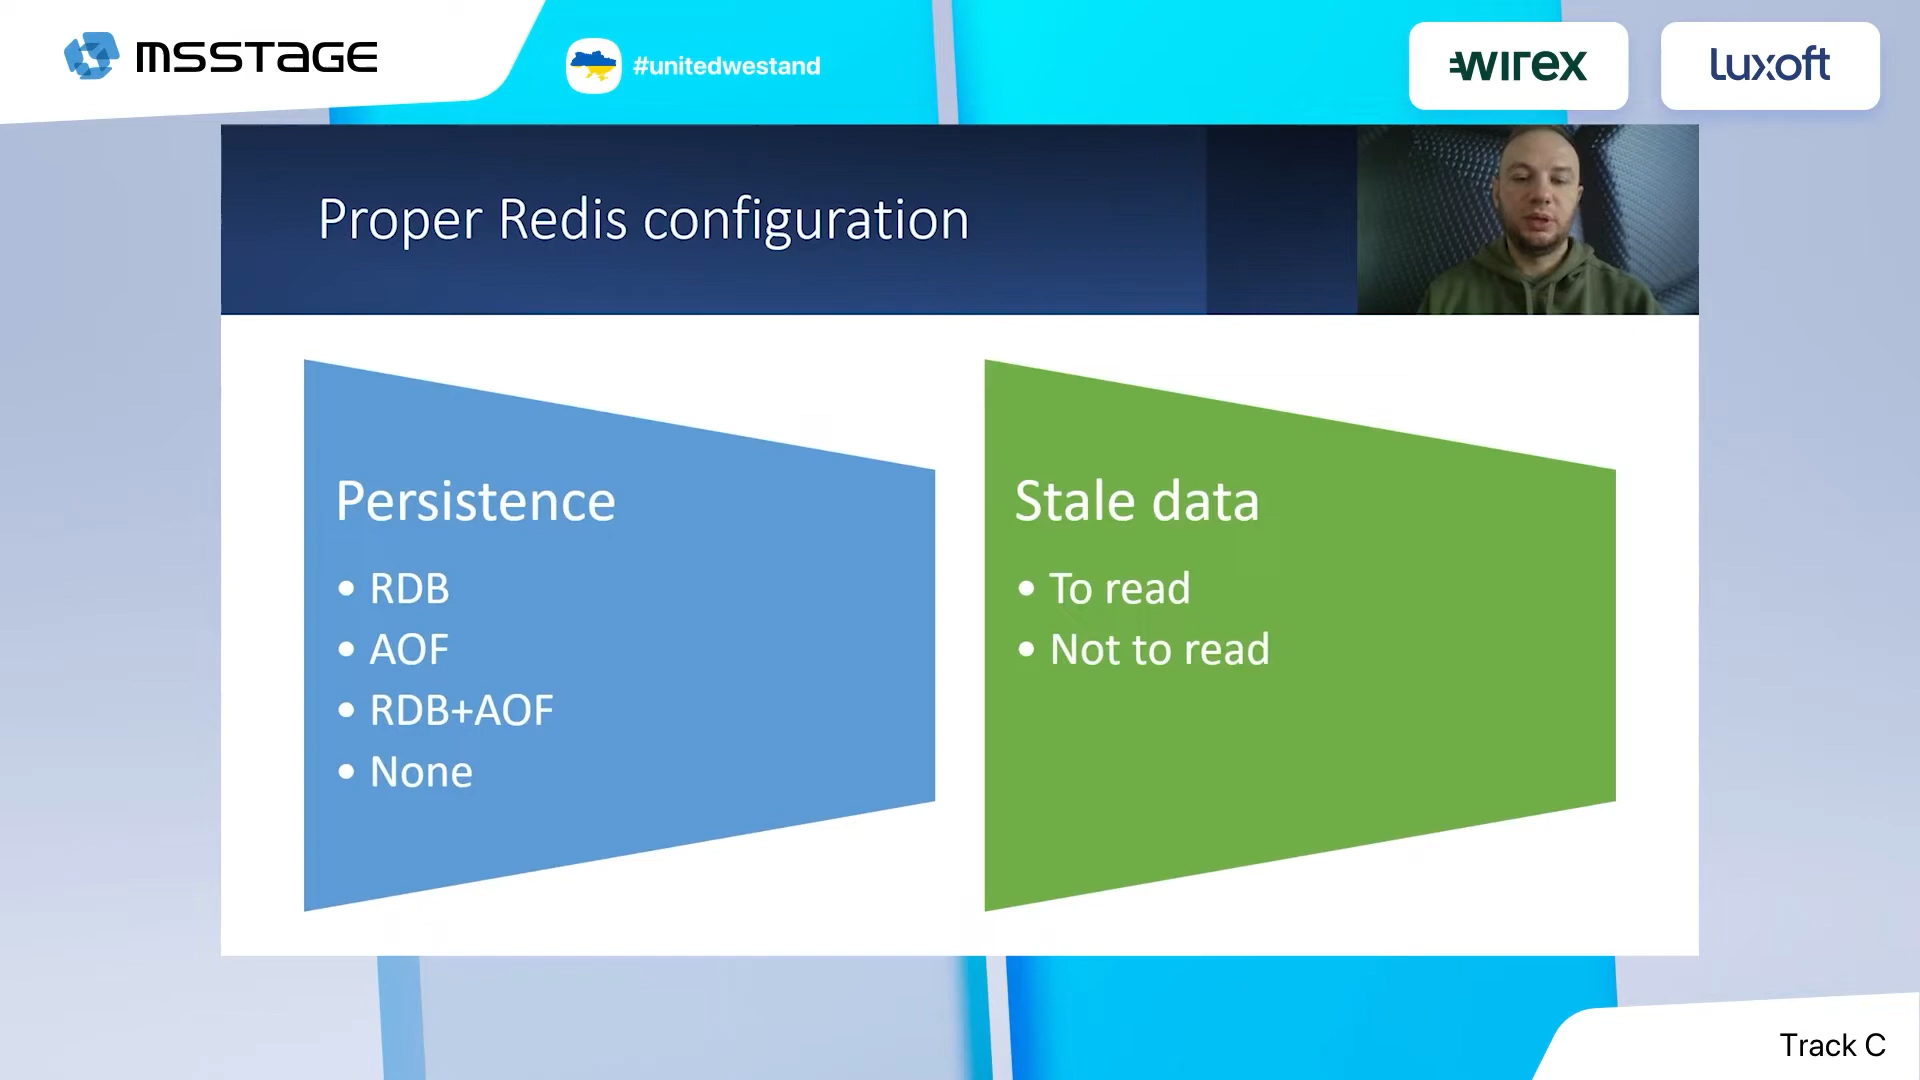 MSSTAGE
#unitedwestand
wirex
luxoft
Proper Redis configuration
Persistence
• RDB
• AOF
• RDB+AOF
• None
Stale data
• To read
• Not to read
Track C